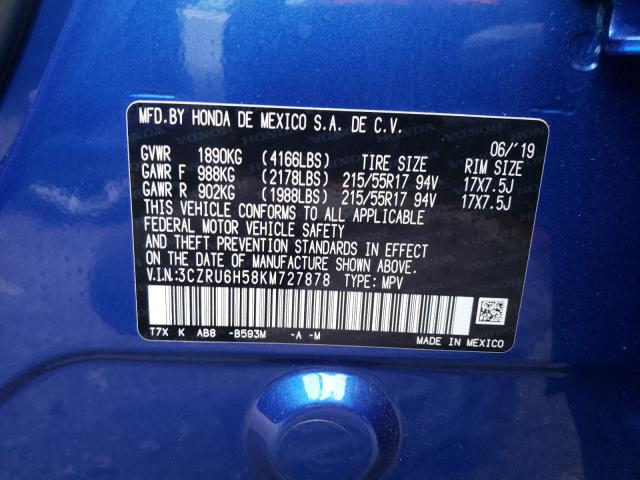 MFD.BY HONDA DE MEXICO S.A. DE C.V.
06/'19
GVWR 1890KG (4166LBS) TIRE SIZE RIM SIZE
GAWR F 988KG (2178LBS) 215/55R17 94V 17X7.5J
GAWR R 902KG (1988LBS) 215/55R17 94V 17X7.5J
THIS VEHICLE CONFORMS TO ALL APPLICABLE
FEDERAL MOTOR VEHICLE SAFETY
AND THEFT PREVENTION STANDARDS IN EFFECT
ON THE DATE OF MANUFACTURE SHOWN ABOVE.
V.I.N:3CZRU6H58KM727878 TYPE: MPV
T7X K AB8 -B593M -A -M
MADE IN MEXICO